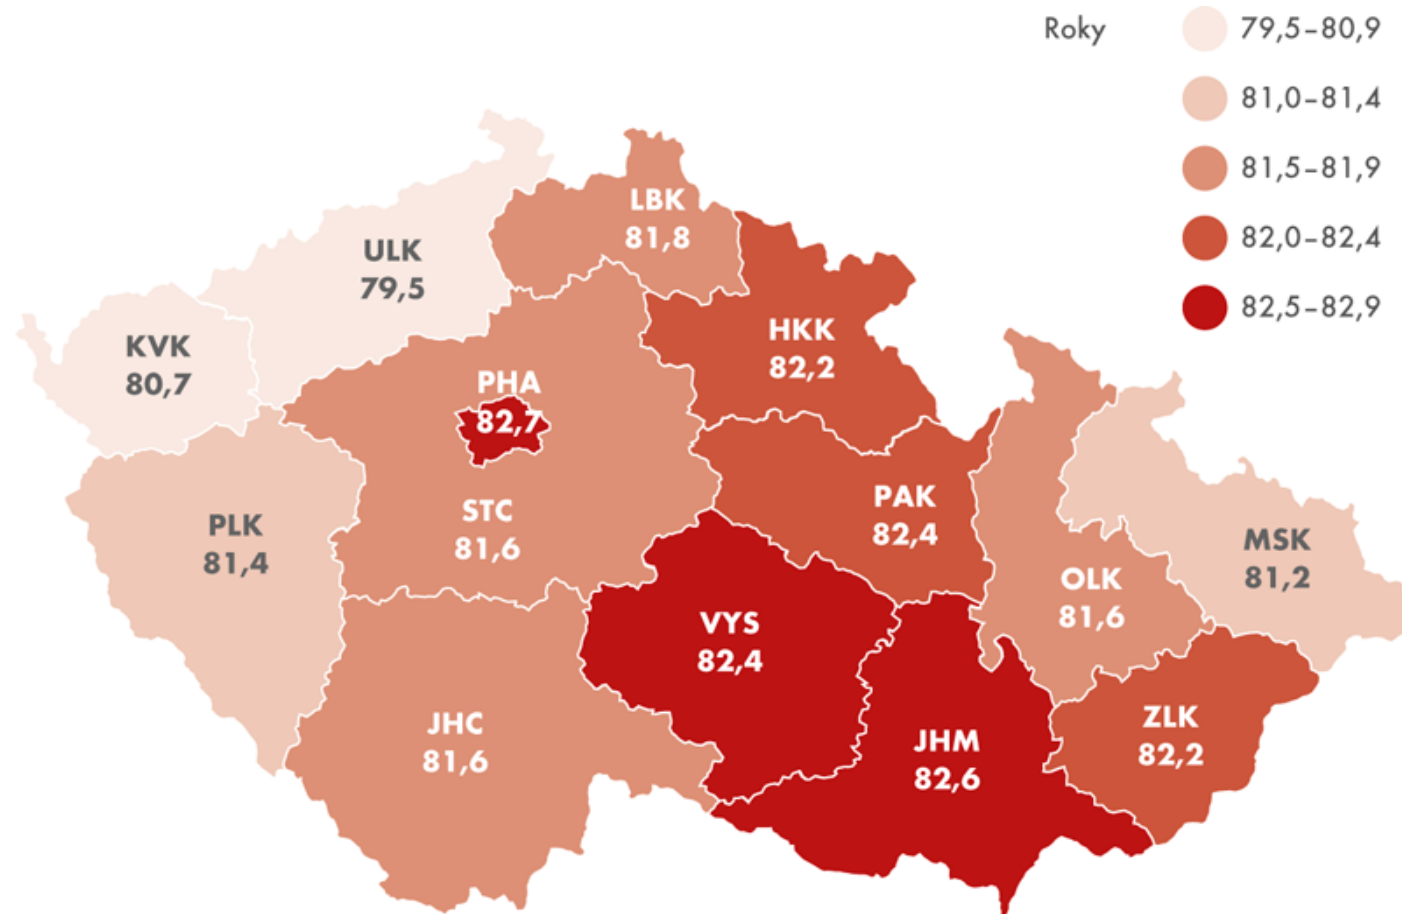 Roky
79,5–80,9
81,0–81,4
81,5–81,9
82,0–82,4
82,5–82,9
LBK
81,8
ULK
79,5
HKK
82,2
KVK
80,7
PHA
82,7
PAK
82,4
STC
81,6
PLK
81,4
MSK
81,2
OLK
81,6
VYS
82,4
ZLK
82,2
JHC
81,6
JHM
82,6